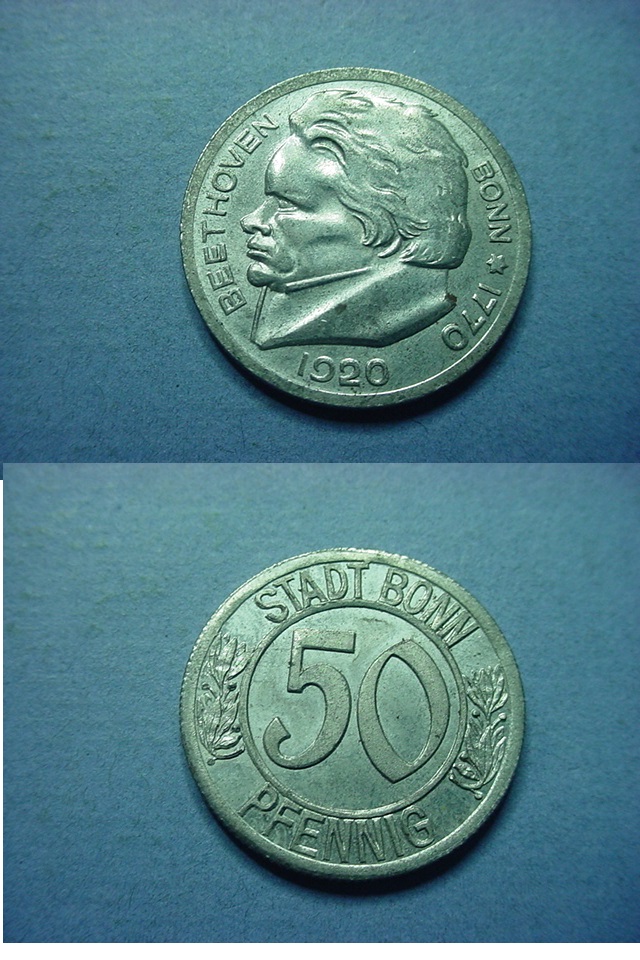 BEETHOVEN
BONN ★ 1770
1920
STADT BONN
50
PFENNIG